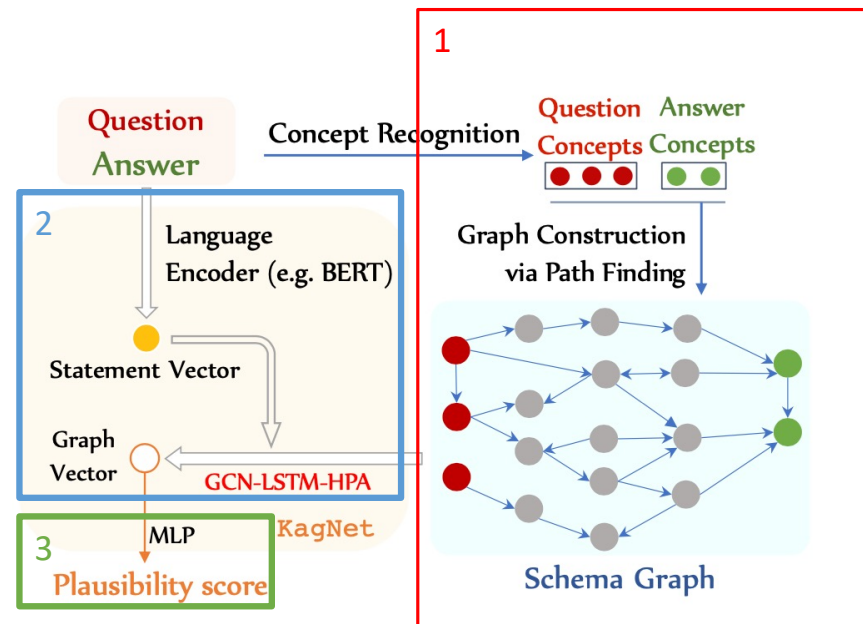 1
Question
Answer
Concept Recognition
Question
Concepts
Answer
Concepts
2
Language
Encoder (e.g. BERT)
Graph Construction
via Path Finding
Statement Vector
Graph
Vector
GCN-LSTM-HPA
3
MLP
KagNet
Plausibility score
Schema Graph